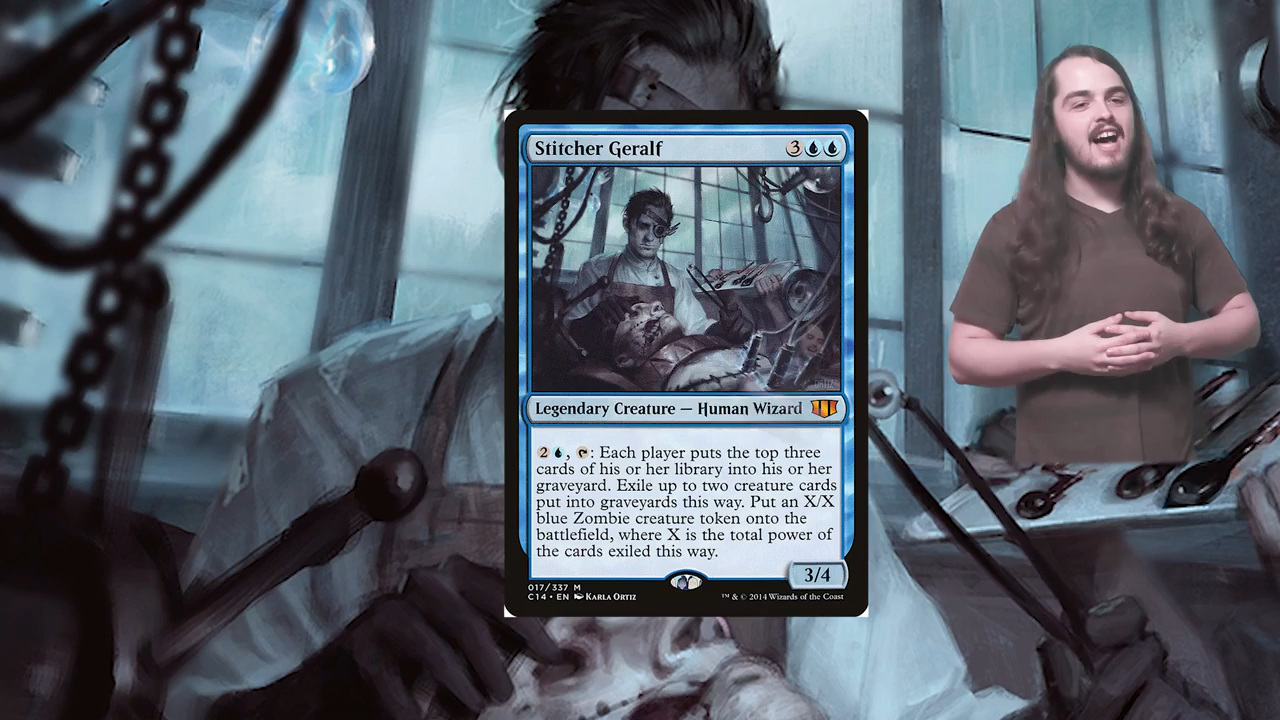 Stitcher Geralf 3
Legendary Creature — Human Wizard
2 , : Each player puts the top three
cards of his or her library into his or her
graveyard. Exile up to two creature cards
put into graveyards this way. Put an X/X
blue Zombie creature token onto the
battlefield, where X is the total power of
the cards exiled this way.
3/4
017/337 M
C14 • EN KARLA ORTIZ
™ & © 2014 Wizards of the Coast